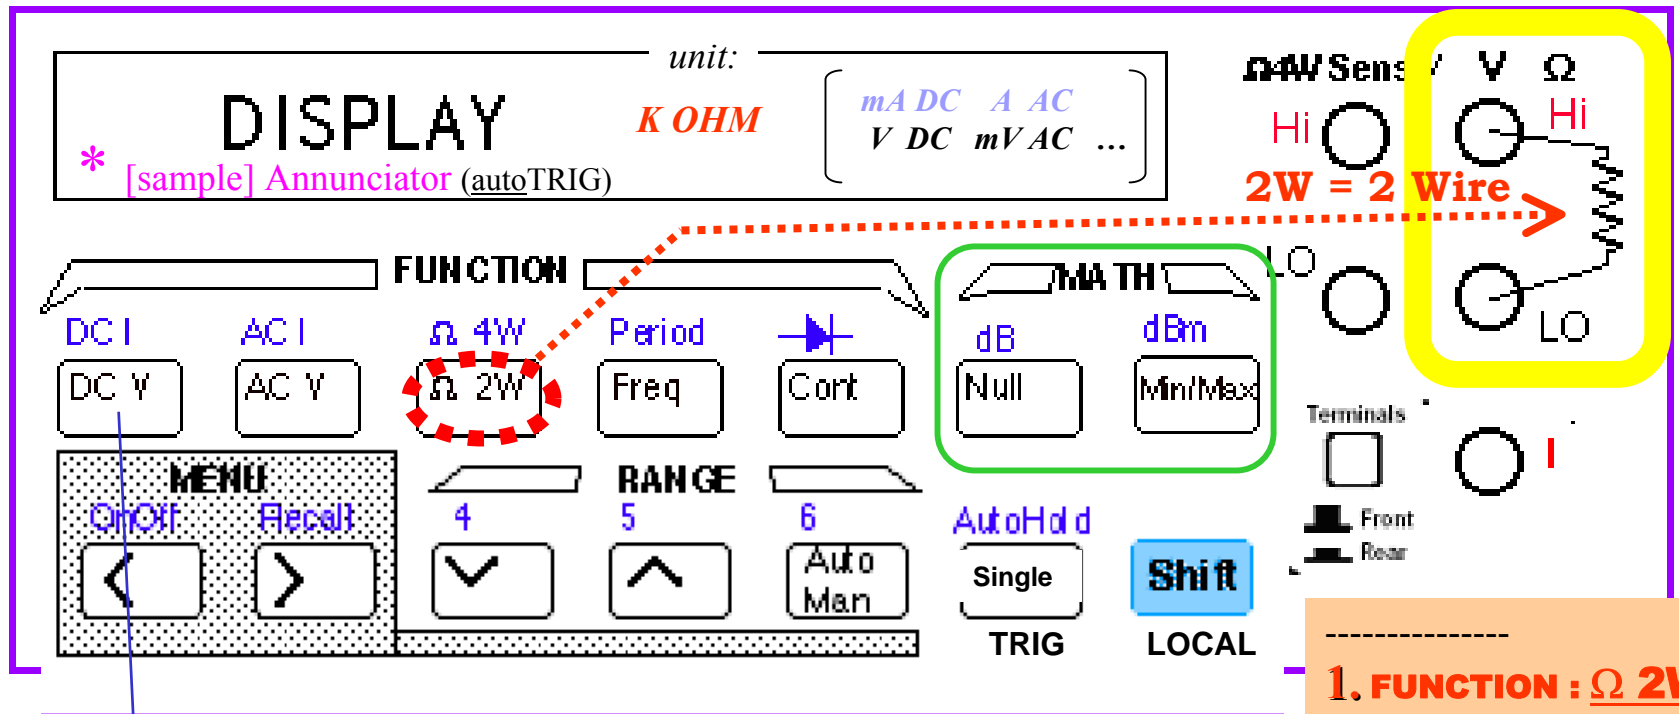 unit:
DISPLAY
K OHM
mA DC A AC
V DC mV AC ...
* [sample] Annunciator (autoTRIG)
Ω4W Sens
V Ω
Hi
Hi
2W = 2 Wire
LO
LO
FUNCTION
MATH
DC I
AC I
Ω 4W
Period
dB
dBm
DC V
AC V
Ω 2W
Freq
Cont
Null
Min/Max
Terminals
I
MENU
RANGE
On/Off
Recall
4
5
6
AutoHold
<
>
Auto
Man
Single
Shift
Front
Rear
TRIG
LOCAL
---------------
1. FUNCTION : Ω 2W